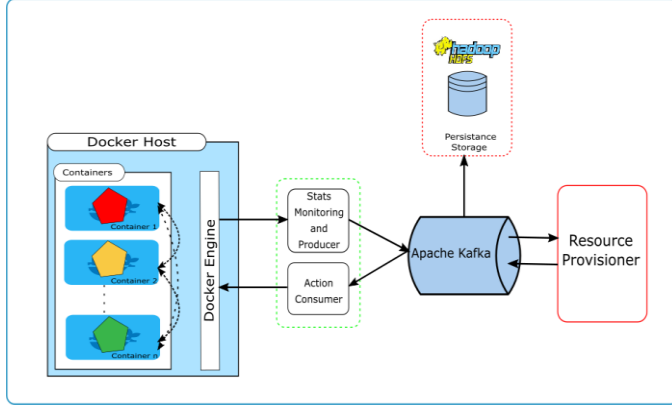 hadoop
HDFS
Persistance
Storage
Docker Host
Containers
Container 1
Container 2
Container n
Docker Engine
Stats
Monitoring
and
Producer
Action
Consumer
Apache Kafka
Resource
Provisioner